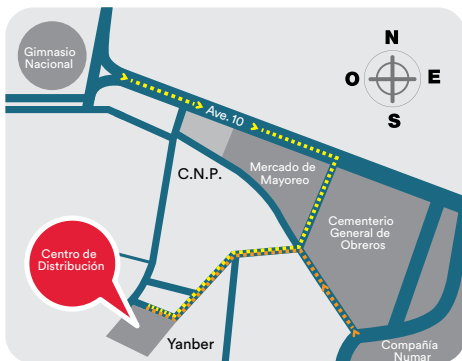 Gimnasio
Nacional
N
O
E
S
Ave. 10
C.N.P.
Mercado de
Mayoreo
Cementerio
General de
Obreros
Centro de
Distribución
Yanber
Compañía
Numar